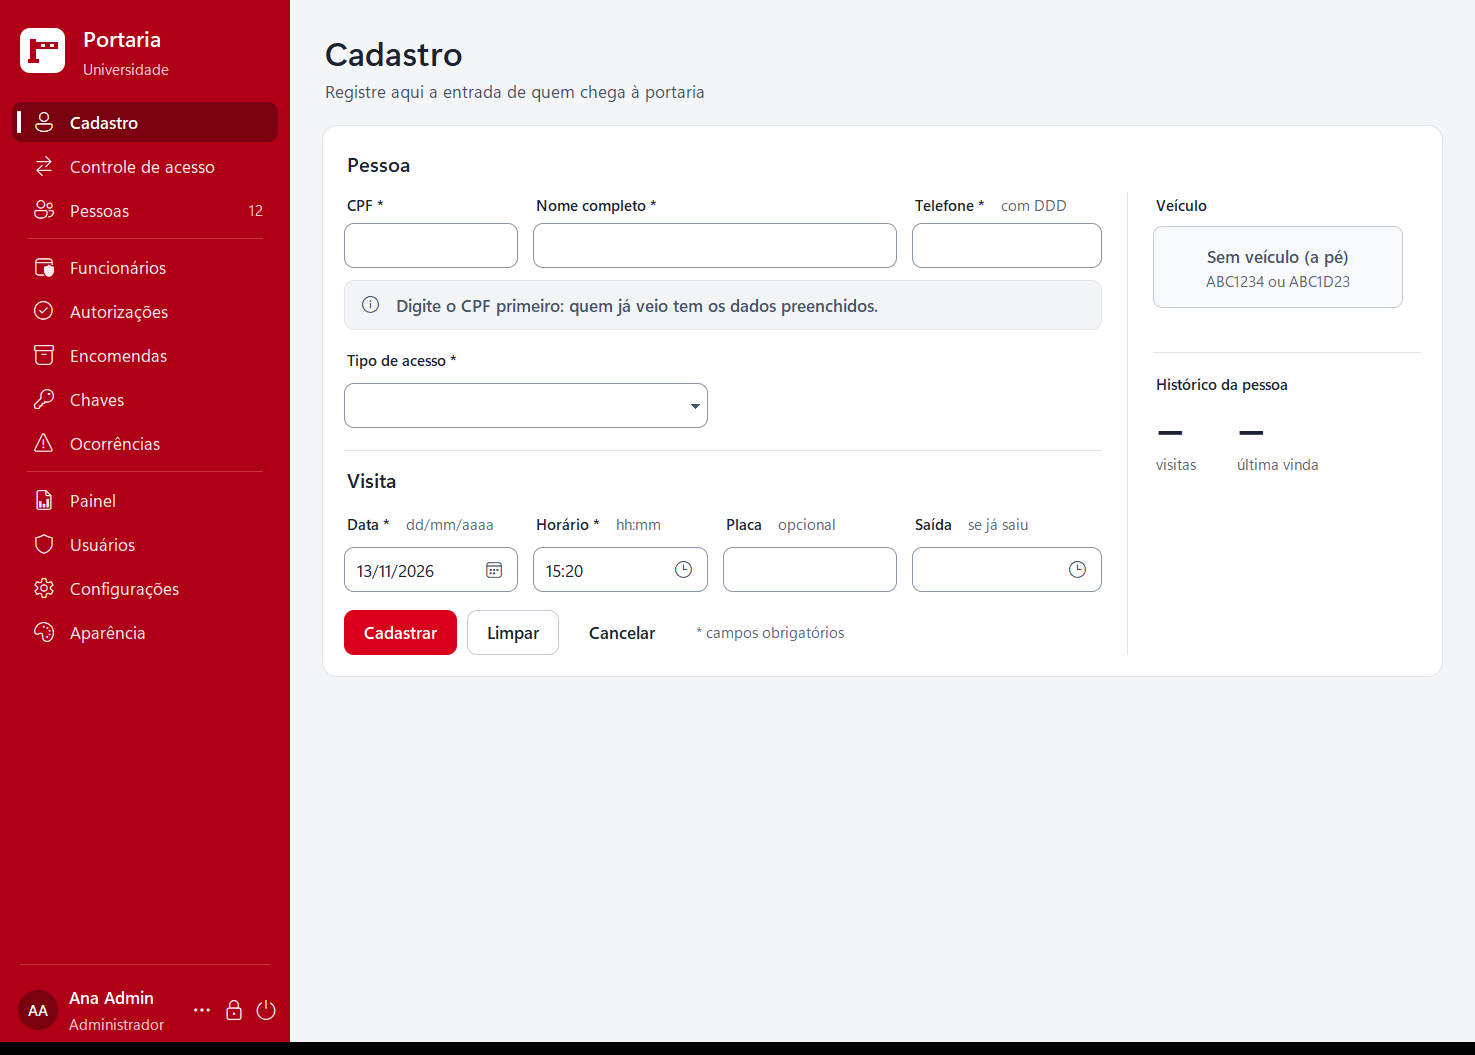 Portaria
Universidade
Cadastro
Controle de acesso
Pessoas 12
Funcionários
Autorizações
Encomendas
Chaves
Ocorrências
Painel
Usuários
Configurações
Aparência
AA
Ana Admin
Administrador
Cadastro
Registre aqui a entrada de quem chega à portaria
Pessoa
CPF * Nome completo * Telefone * com DDD
Digite o CPF primeiro: quem já veio tem os dados preenchidos.
Tipo de acesso *
Visita
Data * dd/mm/aaaa Horário * hh:mm Placa opcional Saída se já saiu
13/11/2026 15:20
Cadastrar Limpar Cancelar * campos obrigatórios
Veículo
Sem veículo (a pé)
ABC1234 ou ABC1D23
Histórico da pessoa
— —
visitas última vinda